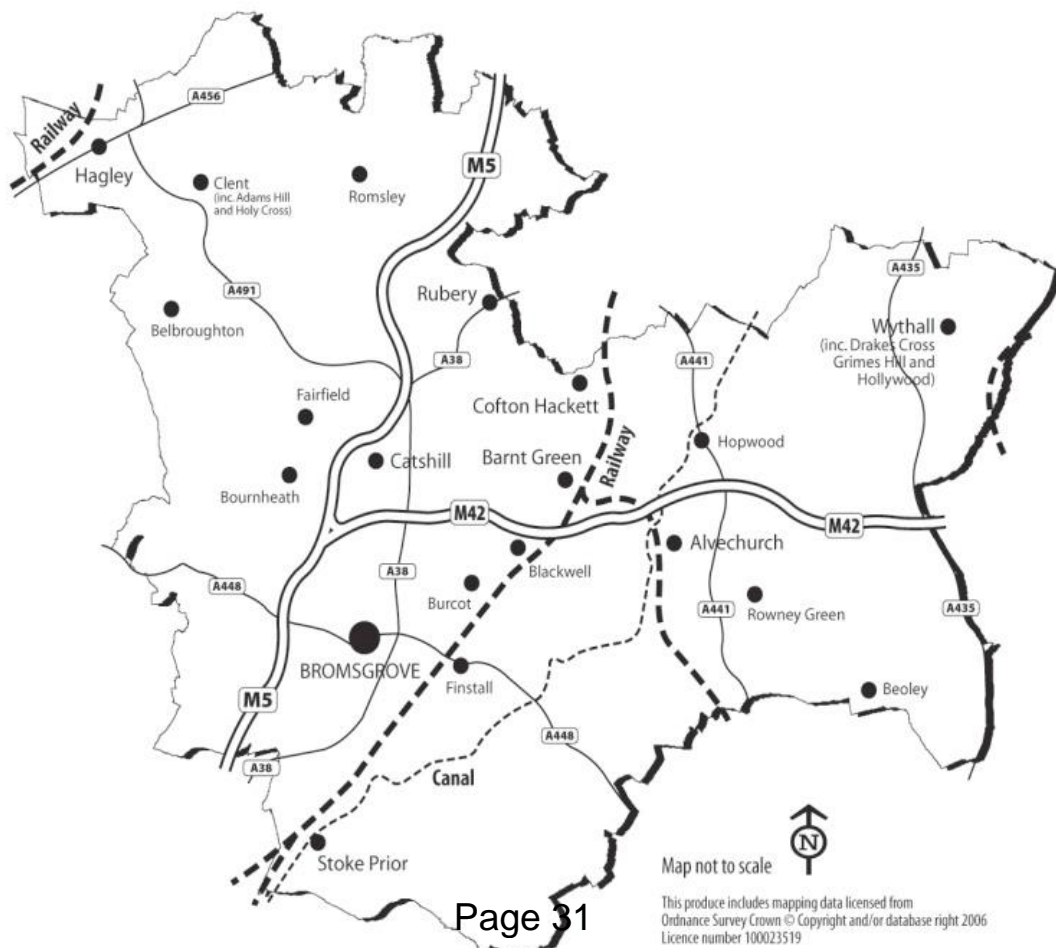 A456
Railway
M5
Hagley
Clent
(inc. Adams Hill
and Holy Cross)
Romsley
A435
Rubery
A491
Belbroughton
Wythall
(inc. Drakes Cross
Grimes Hill and
Hollywood)
A38
A441
Fairfield
Cofton Hackett
Railway
Hopwood
Catshill
Barnt Green
Bournheath
M42
M42
Alvechurch
Blackwell
A448
A38
Burcot
A441
Rowney Green
A435
BROMSGROVE
Finstall
M5
Beoley
A448
A38
Canal
Stoke Prior
N
Map not to scale
This produce includes mapping data licensed from
Ordnance Survey Crown © Copyright and/or database right 2006
Licence number 100023519
Page 31